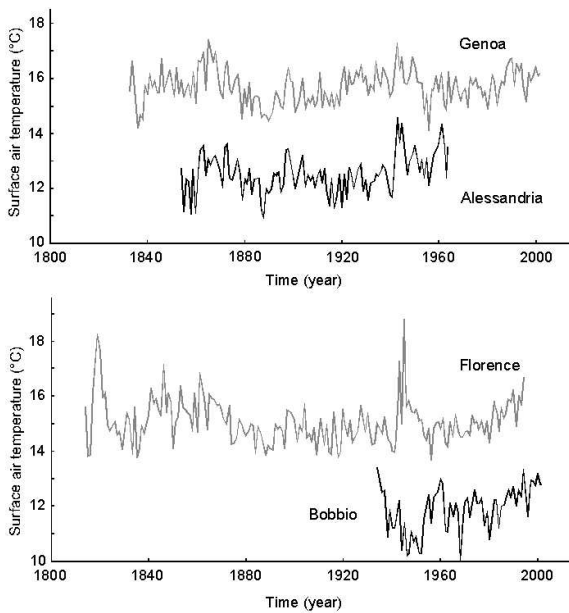 Surface air temperature (°C)
18
16
14
12
10
Genoa
Alessandria
1800
1840
1880
1920
1960
2000
Time (year)
Surface air temperature (°C)
18
16
14
12
10
Florence
Bobbio
1800
1840
1880
1920
1960
2000
Time (year)